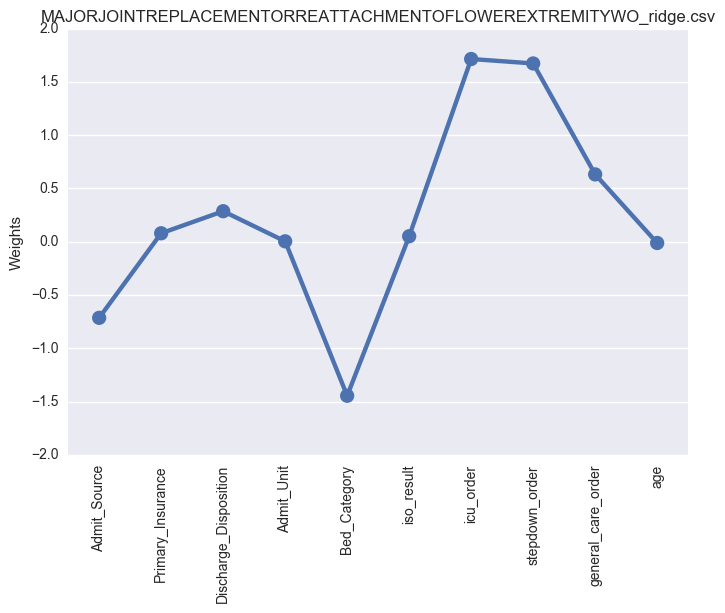 MAJORJOINTREPLACEMENTORREATTACHMENTOFLOWEREXTREMITYWO_ridge.csv
2.0
1.5
1.0
0.5
0.0
−0.5
−1.0
−1.5
−2.0
Weights
Admit_Source
Primary_Insurance
Discharge_Disposition
Admit_Unit
Bed_Category
iso_result
icu_order
stepdown_order
general_care_order
age